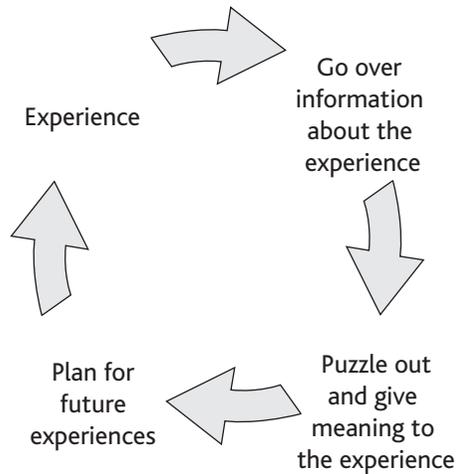 Experience
Go over
information
about the
experience
Puzzle out
and give
meaning to
the experience
Plan for
future
experiences